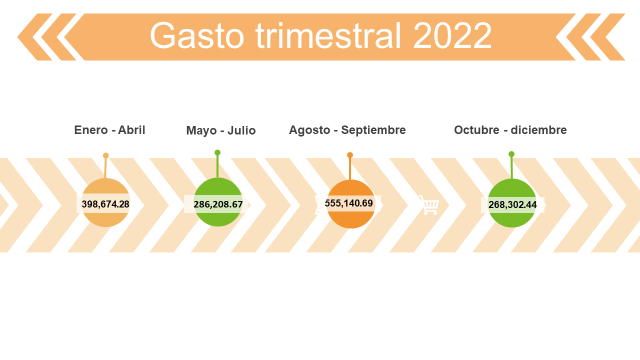 Gasto trimestral 2022
Enero - Abril
Mayo - Julio
Agosto - Septiembre
Octubre - diciembre
398,674.28
286,208.67
555,140.69
268,302.44